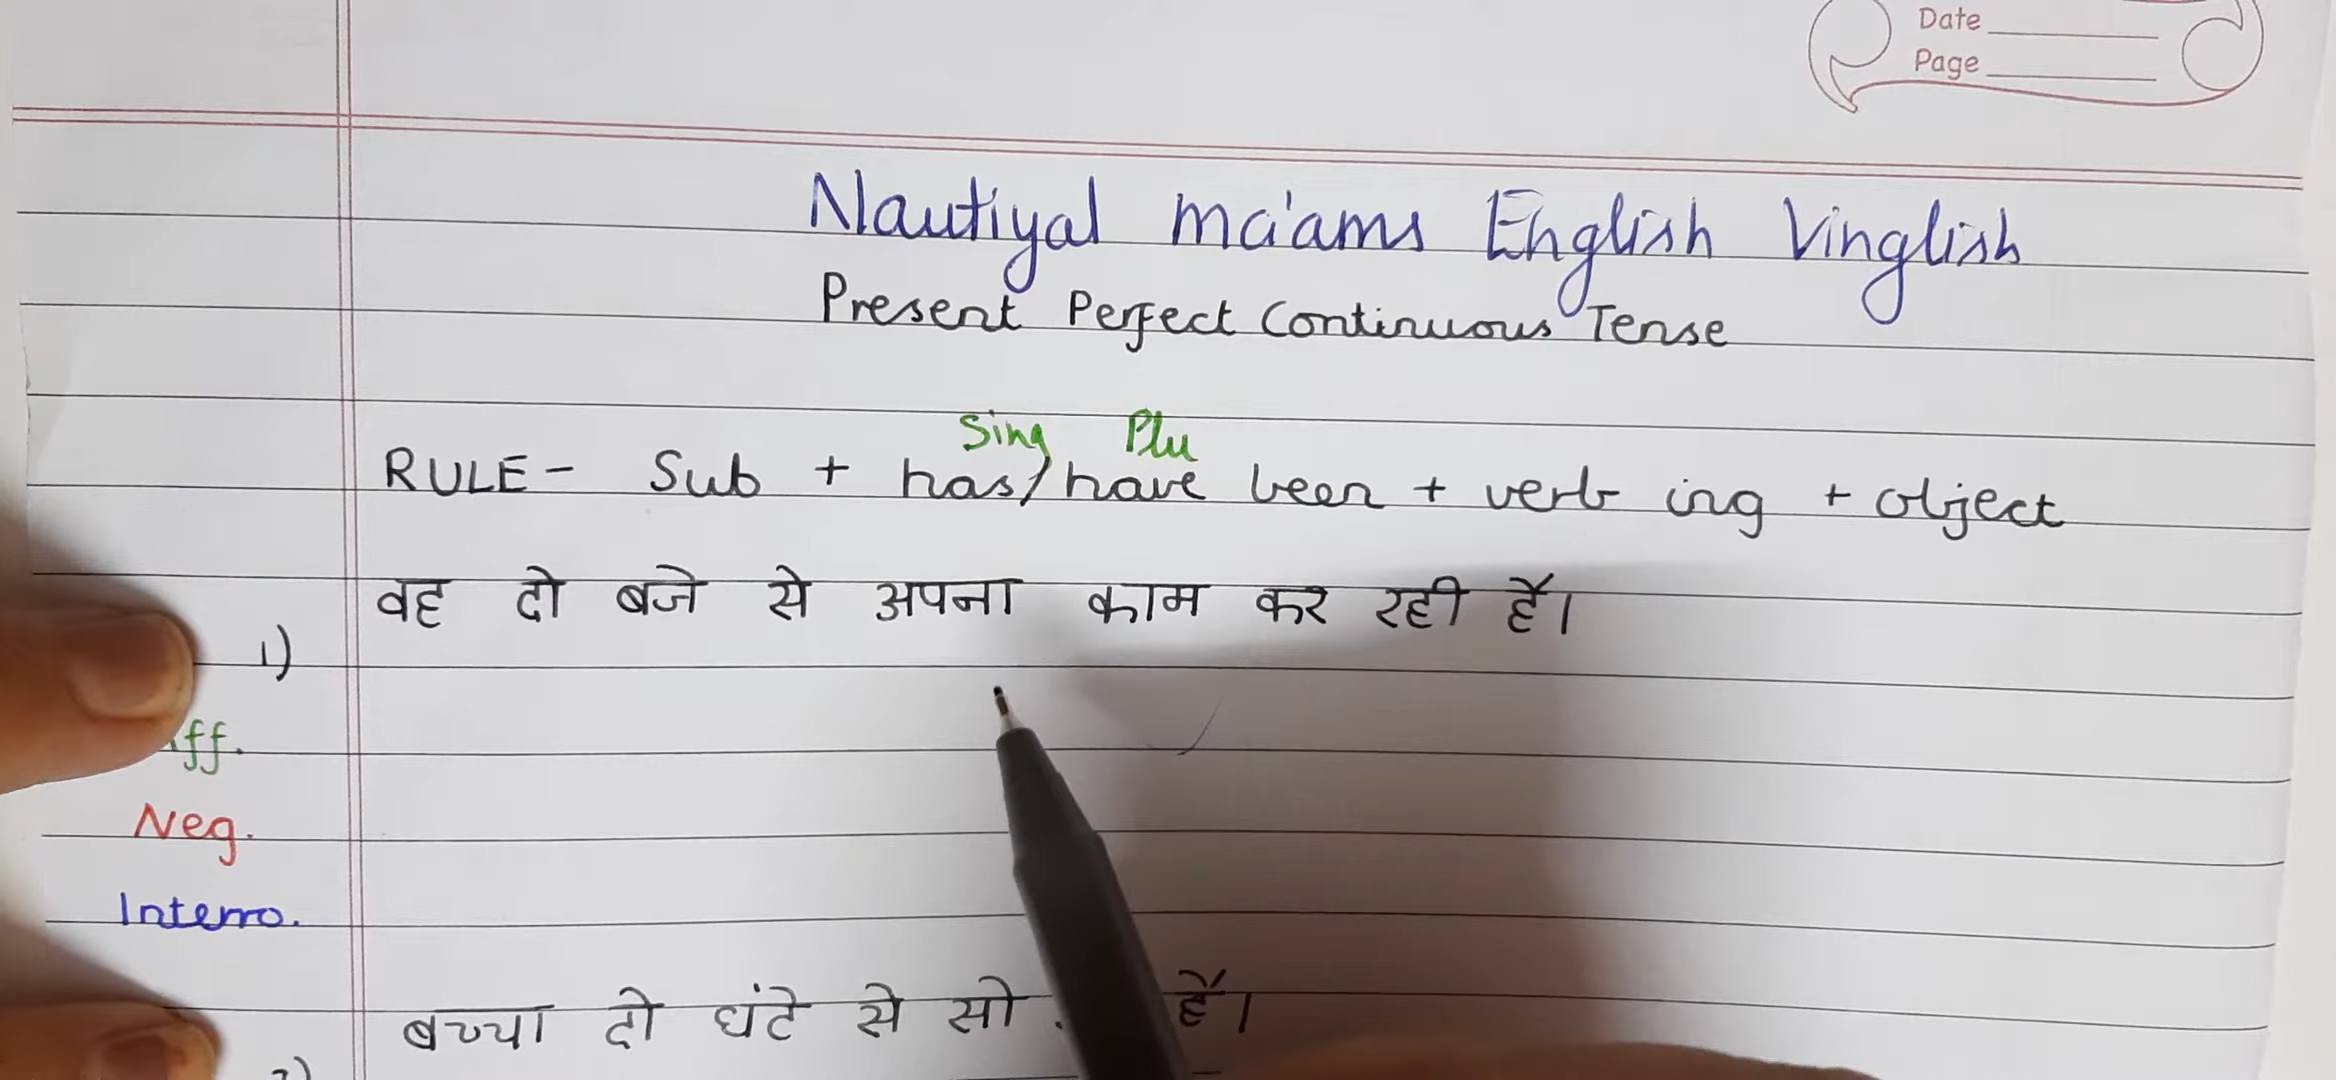 Date
Page
Nautiyal ma'ams English Vinglish
Present Perfect Continuous Tense
Sing Plu
RULE - Sub + has/have been + verb ing + object
वह दो बजे से अपना काम कर रही हैं।
1)
ff.
Neg.
Interro.
बच्चा दो घंटे से सो हैं।